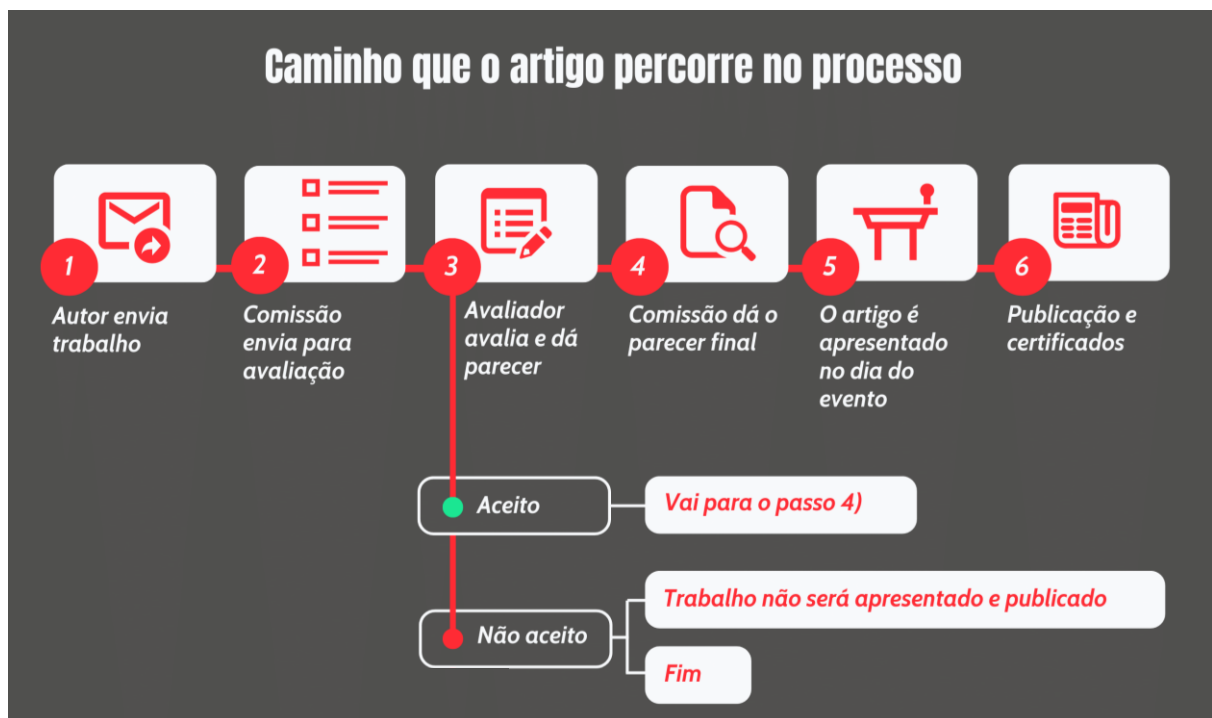 Caminho que o artigo percorre no processo
1
2
3
4
5
6
Autor envia
trabalho
Comissão
envia para
avaliação
Avaliador
avalia e dá
parecer
Comissão dá o
parecer final
O artigo é
apresentado
no dia do
evento
Publicação e
certificados
Aceito
Vai para o passo 4)
Não aceito
Trabalho não será apresentado e publicado
Fim